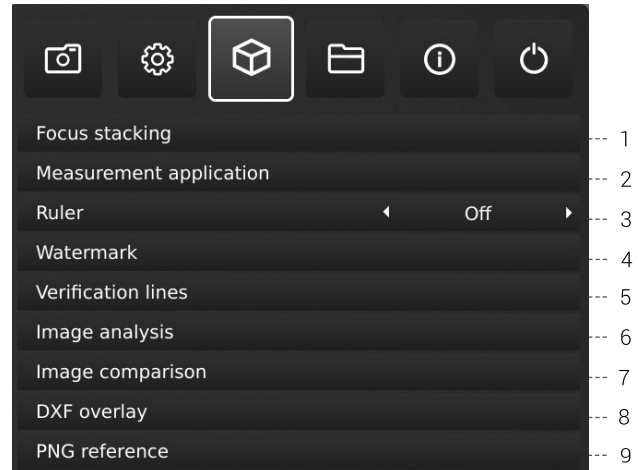 Focus stacking 1
Measurement application 2
Ruler Off 3
Watermark 4
Verification lines 5
Image analysis 6
Image comparison 7
DXF overlay 8
PNG reference 9